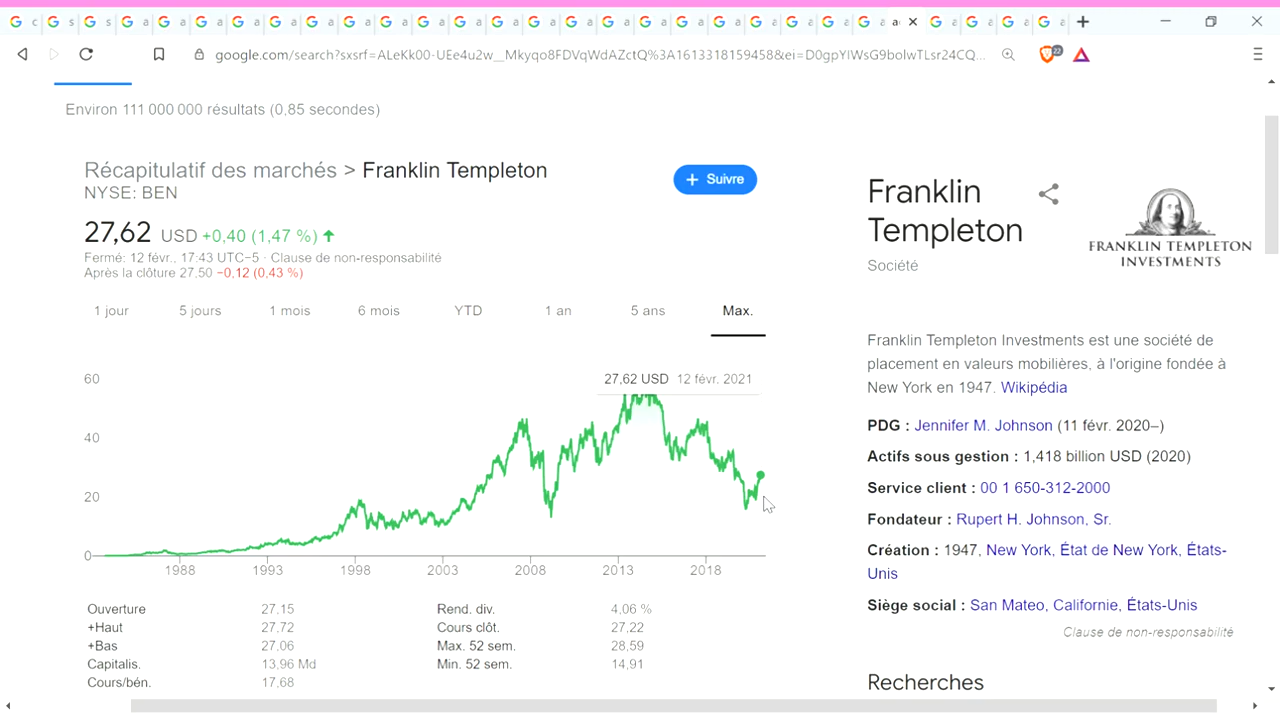 google.com/search?sxsrf=ALeKk00-UEe4u2w__Mkyqo8FDVqWdAZctQ%3A1613318159458&ei=D0gpYIWsG9bolwTLsr24CQ...
22
Environ 111 000 000 résultats (0,85 secondes)
Récapitulatif des marchés > Franklin Templeton
NYSE: BEN
+ Suivre
27,62 USD +0,40 (1,47 %)
Fermé: 12 févr., 17:43 UTC−5 · Clause de non-responsabilité
Après la clôture 27,50 −0,12 (0,43 %)
1 jour 5 jours 1 mois 6 mois YTD 1 an 5 ans Max.
27,62 USD 12 févr. 2021
60
40
20
0
1988 1993 1998 2003 2008 2013 2018
Ouverture 27,15 Rend. div. 4,06 %
+Haut 27,72 Cours clôt. 27,22
+Bas 27,06 Max. 52 sem. 28,59
Capitalis. 13,96 Md Min. 52 sem. 14,91
Cours/bén. 17,68
Franklin
Templeton
Société
FRANKLIN TEMPLETON
INVESTMENTS
Franklin Templeton Investments est une société de
placement en valeurs mobilières, à l'origine fondée à
New York en 1947. Wikipédia
PDG : Jennifer M. Johnson (11 févr. 2020–)
Actifs sous gestion : 1,418 billion USD (2020)
Service client : 00 1 650-312-2000
Fondateur : Rupert H. Johnson, Sr.
Création : 1947, New York, État de New York, États-
Unis
Siège social : San Mateo, Californie, États-Unis
Clause de non-responsabilité
Recherches